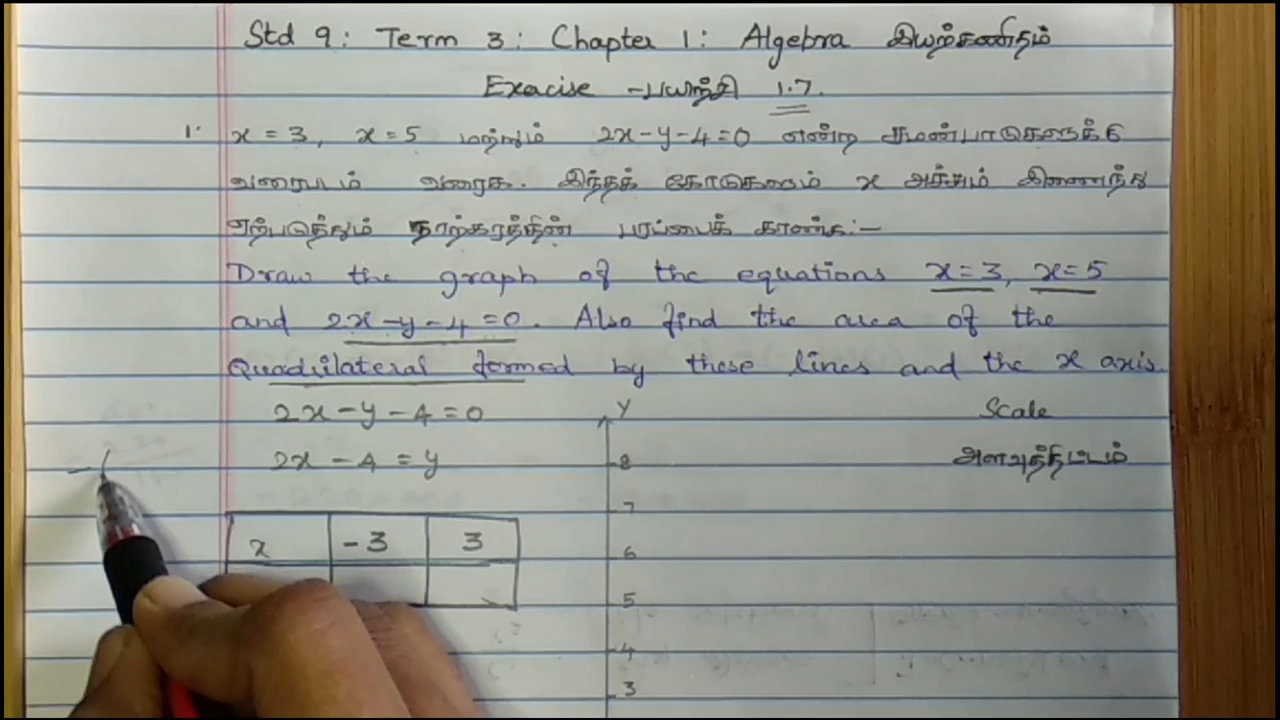 Std 9: Term 3: Chapter 1: Algebra இயற்கணிதம்
Exacise -பயிற்சி 1.7.
1. x = 3, x = 5 மற்றும் 2x-y-4=0 என்ற சமன்பாடுகளுக்கு
வரைபடம் வரைக. இந்தக் கோடுகளும் x அச்சும் இணைந்து
ஏற்படுத்தும் நாற்கரத்தின் பரப்பைக் காண்க:-
Draw the graph of the equations x=3, x=5
and 2x-y-4=0. Also find the area of the
Quadrilateral formed by these lines and the x axis.
2x-y-4=0
2x-4=y
x -3 3
Y
8
7
6
5
4
3
Scale
அளவுத்திட்டம்